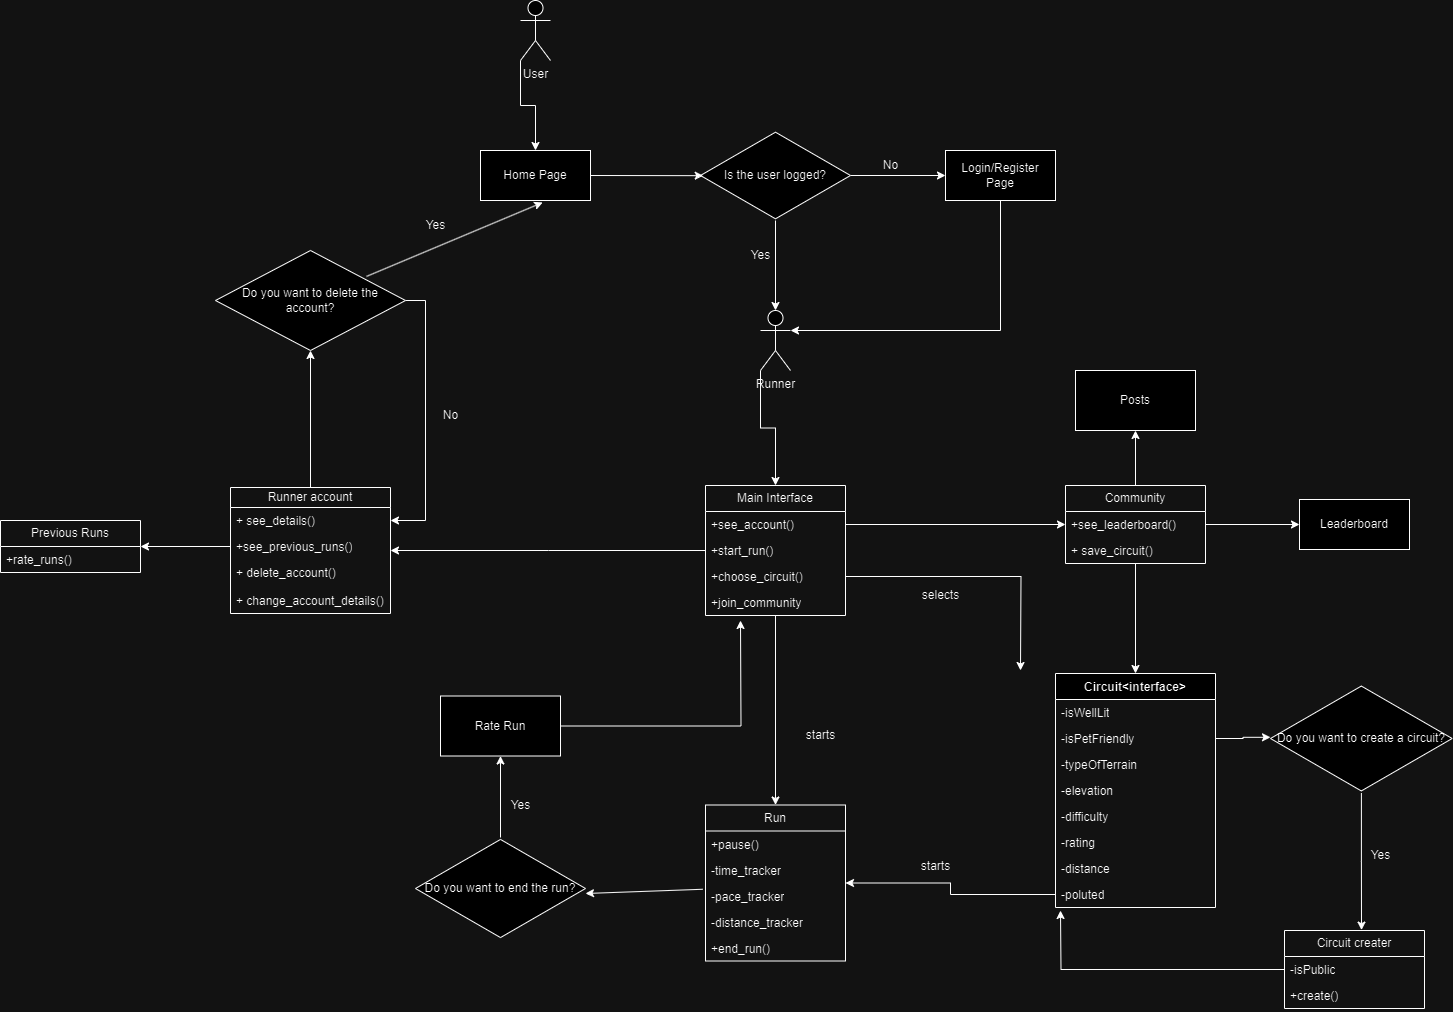 User
Home Page
Is the user logged?
No
Login/Register
Page
Yes
Do you want to delete the
account?
Yes
Runner
No
Posts
Runner account
+ see_details()
+see_previous_runs()
+ delete_account()
+ change_account_details()
Previous Runs
+rate_runs()
Main Interface
+see_account()
+start_run()
+choose_circuit()
+join_community
Community
+see_leaderboard()
+ save_circuit()
Leaderboard
selects
Rate Run
starts
Circuit<interface>
-isWellLit
-isPetFriendly
-typeOfTerrain
-elevation
-difficulty
-rating
-distance
-poluted
Do you want to create a circuit?
Yes
Yes
Run
+pause()
-time_tracker
-pace_tracker
-distance_tracker
+end_run()
Do you want to end the run?
starts
Circuit creater
-isPublic
+create()